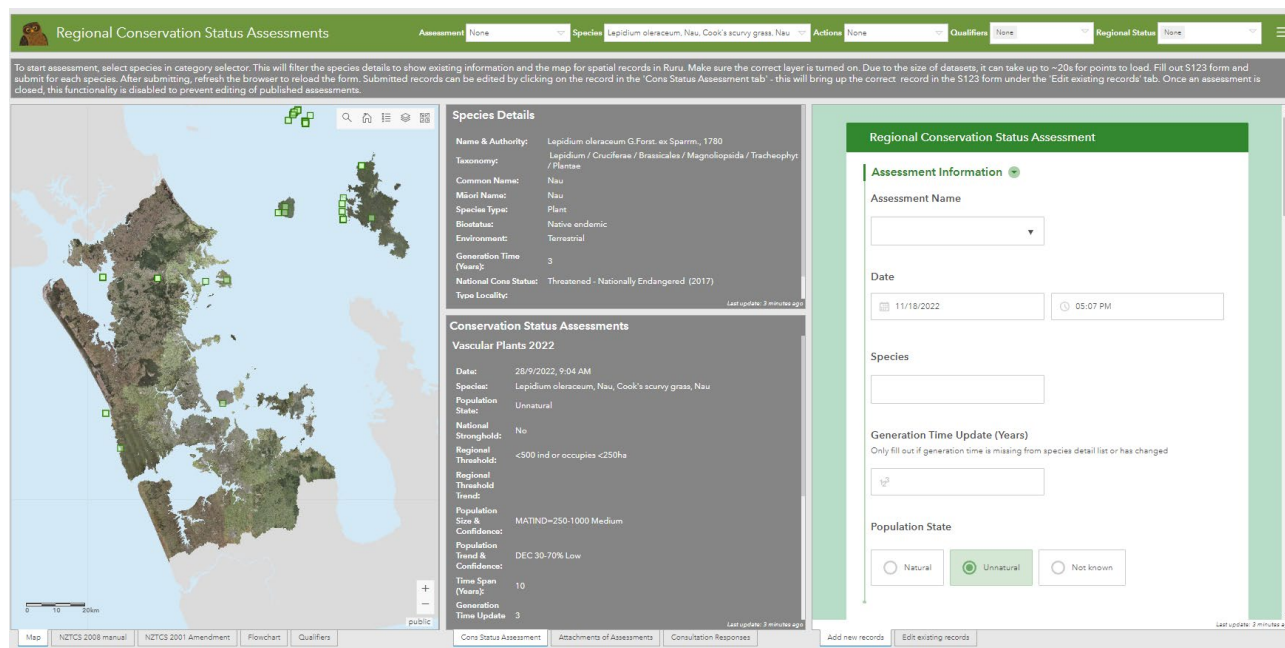 Regional Conservation Status Assessments
Assessment None Species Lepidium oleraceum, Nau, Cook's scurvy grass, Nau Actions None Qualifiers None Regional Status None
To start assessment, select species in category selector. This will filter the species details to show existing information and the map for spatial records in Ruru. Make sure the correct layer is turned on. Due to the size of datasets, it can take up to ~20s for points to load. Fill out S123 form and
submit for each species. After submitting, refresh the browser to reload the form. Submitted records can be edited by clicking on the record in the 'Cons Status Assessment tab' - this will bring up the correct record in the S123 form under the 'Edit existing records' tab. Once an assessment is
closed, this functionality is disabled to prevent editing of published assessments.
0 10 20km
public
Map NZTCS 2008 manual NZTCS 2001 Amendment Flowchart Qualifiers
Species Details
Name & Authority: Lepidium oleraceum G.Forst. ex Sparrm., 1780
Taxonomy: Lepidium / Cruciferae / Brassicales / Magnoliopsida / Tracheophyt
/ Plantae
Common Name: Nau
Māori Name: Nau
Species Type: Plant
Biostatus: Native endemic
Environment: Terrestrial
Generation Time
(Years): 3
National Cons Status: Threatened - Nationally Endangered (2017)
Type Locality:
Last update: 3 minutes ago
Conservation Status Assessments
Vascular Plants 2022
Date: 28/9/2022, 9:04 AM
Species: Lepidium oleraceum, Nau, Cook's scurvy grass, Nau
Population
State: Unnatural
National
Stronghold: No
Regional
Threshold: <500 ind or occupies <250ha
Regional
Threshold
Trend:
Population
Size &
Confidence: MATIND=250-1000 Medium
Population
Trend &
Confidence: DEC 30-70% Low
Time Span
(Years): 10
Generation
Time Update 3
Last update: 3 minutes ago
Cons Status Assessment Attachments of Assessments Consultation Responses
Regional Conservation Status Assessment
Assessment Information
Assessment Name
Date
11/18/2022 05:07 PM
Species
Generation Time Update (Years)
Only fill out if generation time is missing from species detail list or has changed
Population State
Natural Unnatural Not known
Last update: 3 minutes a
Add new records Edit existing records